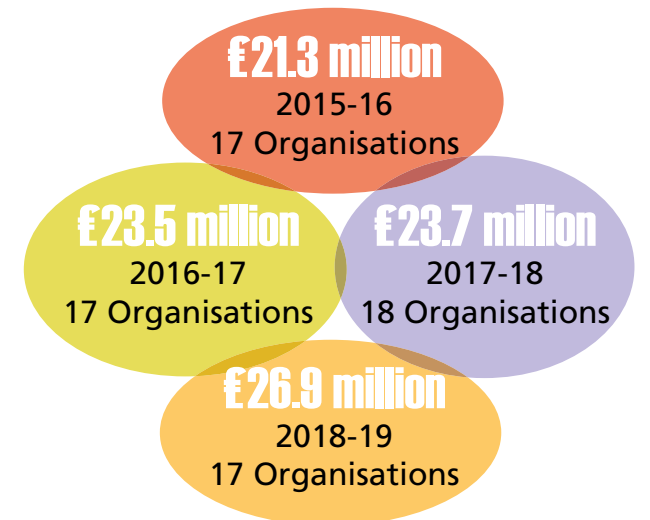 £21.3 million
2015-16
17 Organisations
£23.5 million
2016-17
17 Organisations
£23.7 million
2017-18
18 Organisations
£26.9 million
2018-19
17 Organisations